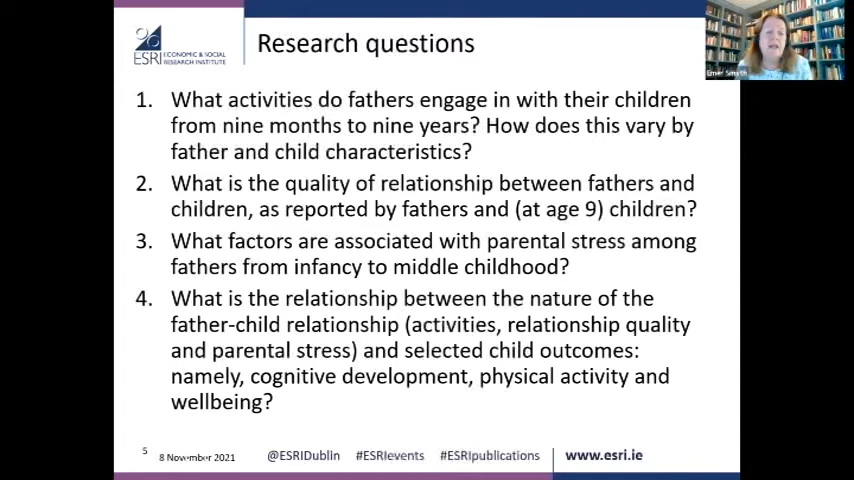 ESRI ECONOMIC & SOCIAL
RESEARCH INSTITUTE
Research questions
Emer Smyth
1. What activities do fathers engage in with their children
from nine months to nine years? How does this vary by
father and child characteristics?
2. What is the quality of relationship between fathers and
children, as reported by fathers and (at age 9) children?
3. What factors are associated with parental stress among
fathers from infancy to middle childhood?
4. What is the relationship between the nature of the
father-child relationship (activities, relationship quality
and parental stress) and selected child outcomes:
namely, cognitive development, physical activity and
wellbeing?
5 8 November 2021 @ESRIDublin #ESRIevents #ESRIpublications www.esri.ie